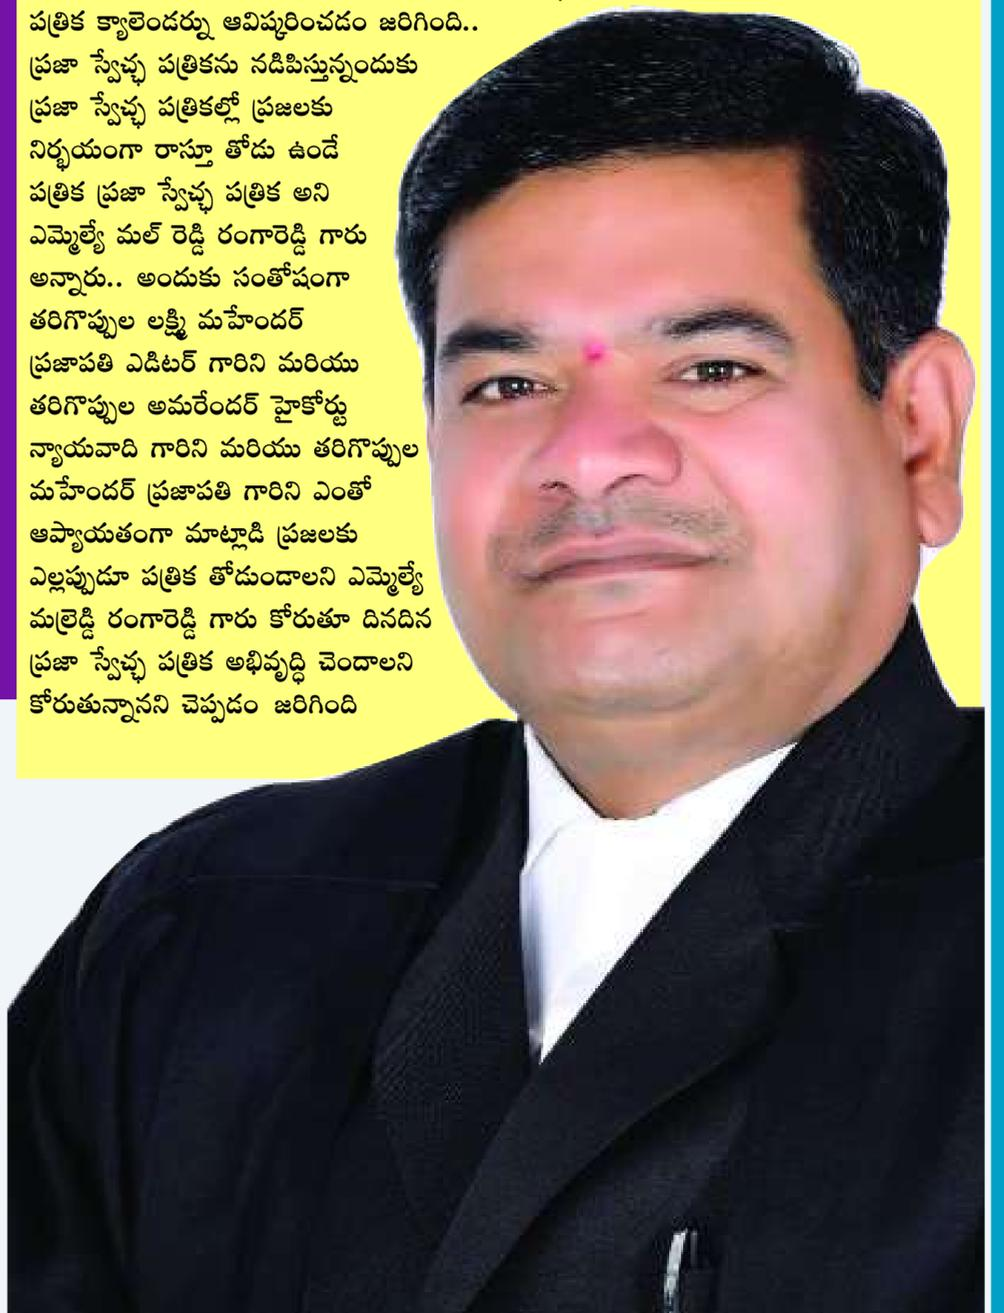 పత్రిక క్యాలెండర్ను ఆవిష్కరించడం జరిగింది..
ప్రజా స్వేచ్ఛ పత్రికను నడిపిస్తున్నందుకు
ప్రజా స్వేచ్ఛ పత్రికల్లో ప్రజలకు
నిర్భయంగా రాస్తూ తోడు ఉండే
పత్రిక ప్రజా స్వేచ్ఛ పత్రిక అని
ఎమ్మెల్యే మల్ రెడ్డి రంగారెడ్డి గారు
అన్నారు.. అందుకు సంతోషంగా
తరిగొప్పుల లక్ష్మి మహేందర్
ప్రజాపతి ఎడిటర్ గారిని మరియు
తరిగొప్పుల అమరేందర్ హైకోర్టు
న్యాయవాది గారిని మరియు తరిగొప్పుల
మహేందర్ ప్రజాపతి గారిని ఎంతో
ఆప్యాయతంగా మాట్లాడి ప్రజలకు
ఎల్లప్పుడూ పత్రిక తోడుండాలని ఎమ్మెల్యే
మల్రెడ్డి రంగారెడ్డి గారు కోరుతూ దినదిన
ప్రజా స్వేచ్ఛ పత్రిక అభివృద్ధి చెందాలని
కోరుతున్నానని చెప్పడం జరిగింది